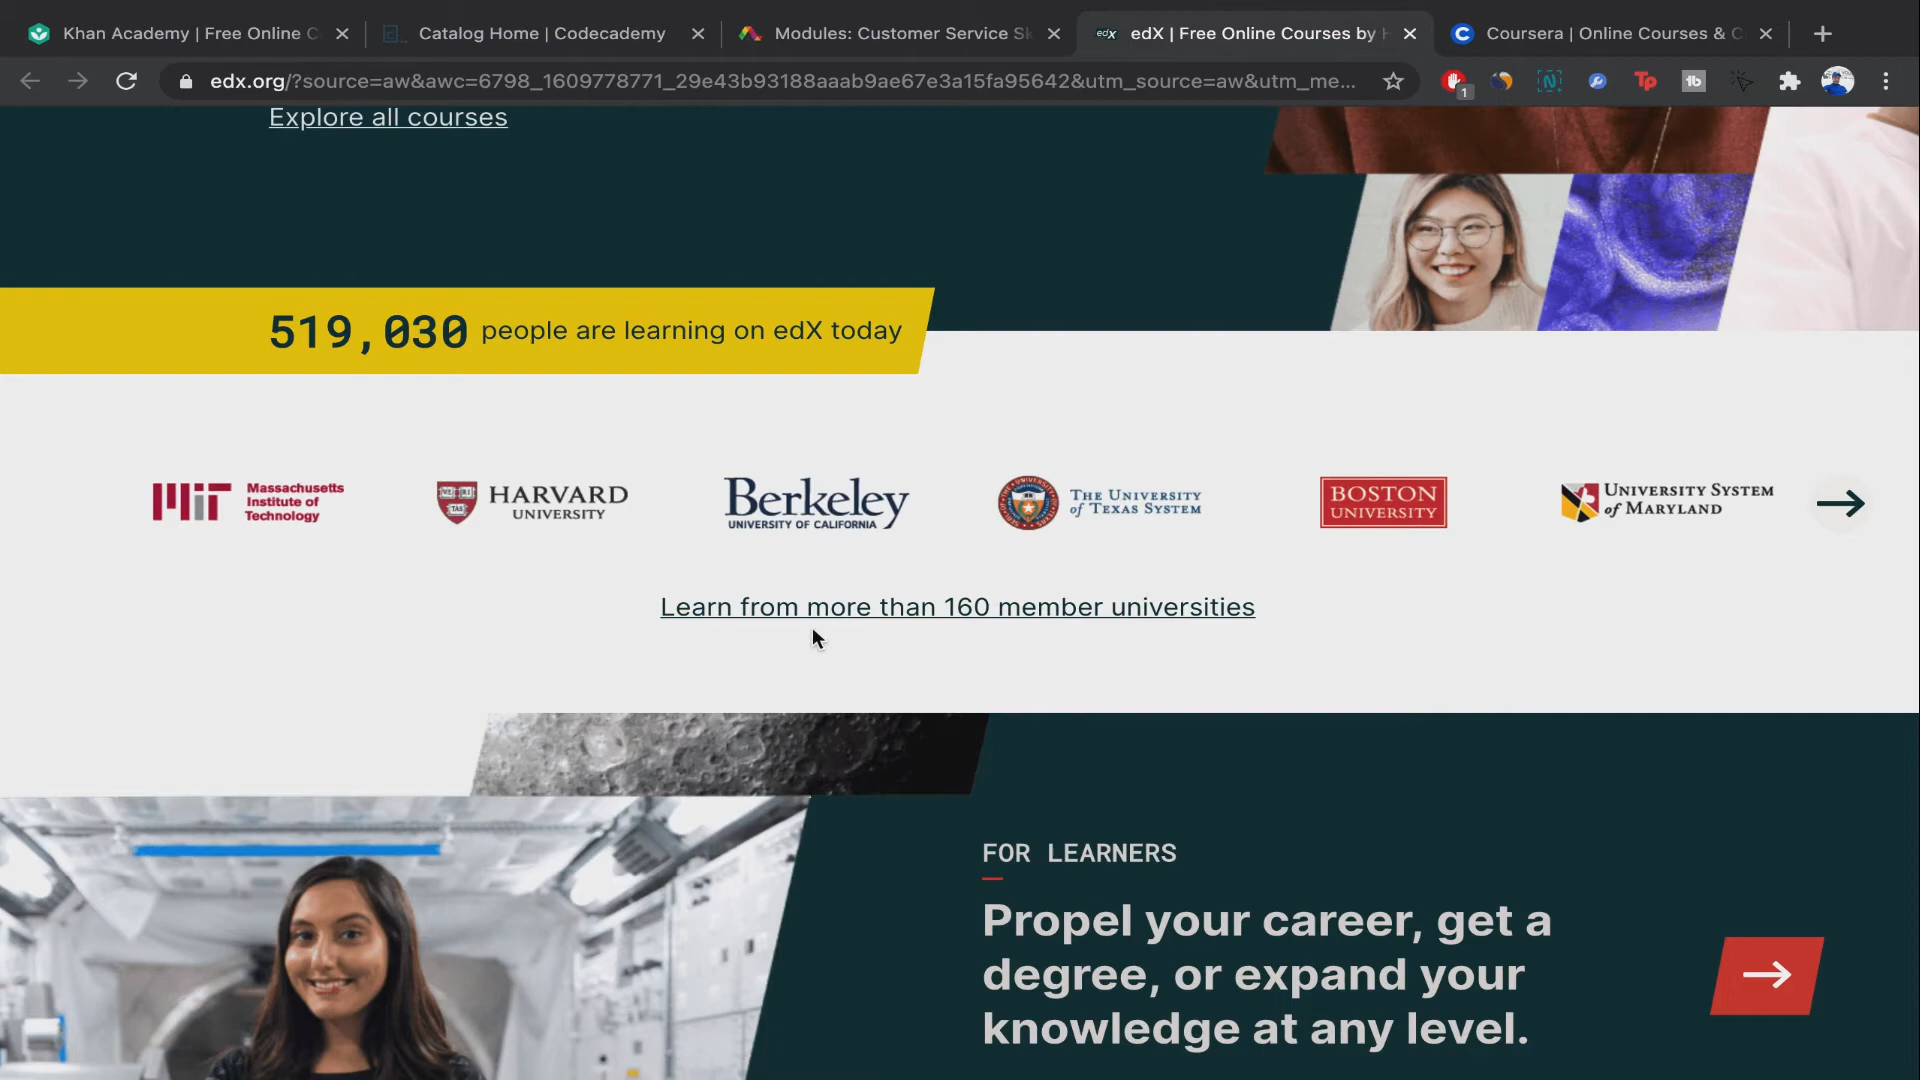 Khan Academy | Free Online C
Catalog Home | Codecademy
Modules: Customer Service Sk
edX edX | Free Online Courses by H
C Coursera | Online Courses & C
edx.org/?source=aw&awc=6798_1609778771_29e43b93188aaab9ae67e3a15fa95642&utm_source=aw&utm_me...
1
N
Tp
tb
Explore all courses
519,030 people are learning on edX today
MIT Massachusetts
Institute of
Technology
HARVARD
UNIVERSITY
Berkeley
UNIVERSITY OF CALIFORNIA
THE UNIVERSITY
of TEXAS SYSTEM
BOSTON
UNIVERSITY
UNIVERSITY SYSTEM
of MARYLAND
Learn from more than 160 member universities
FOR LEARNERS
Propel your career, get a
degree, or expand your
knowledge at any level.